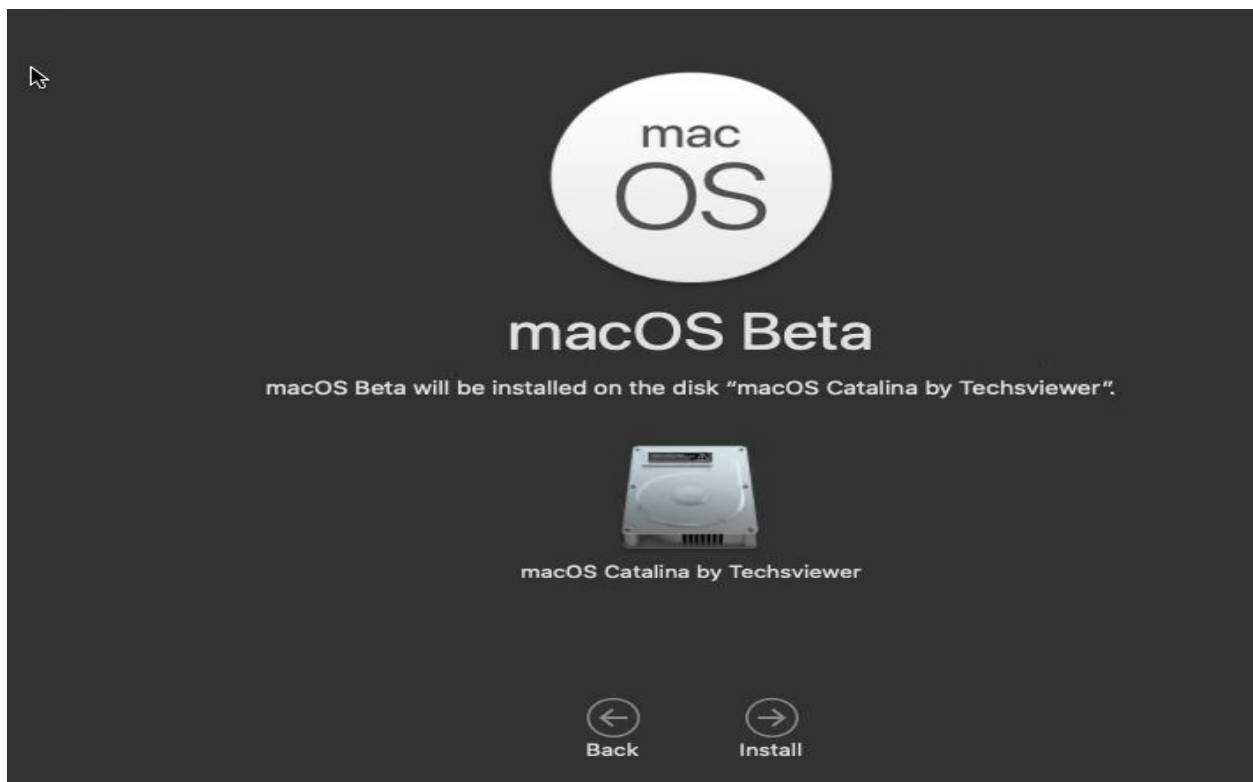 mac
OS
macOS Beta
macOS Beta will be installed on the disk “macOS Catalina by Techsviewer”.
macOS Catalina by Techsviewer
Back Install